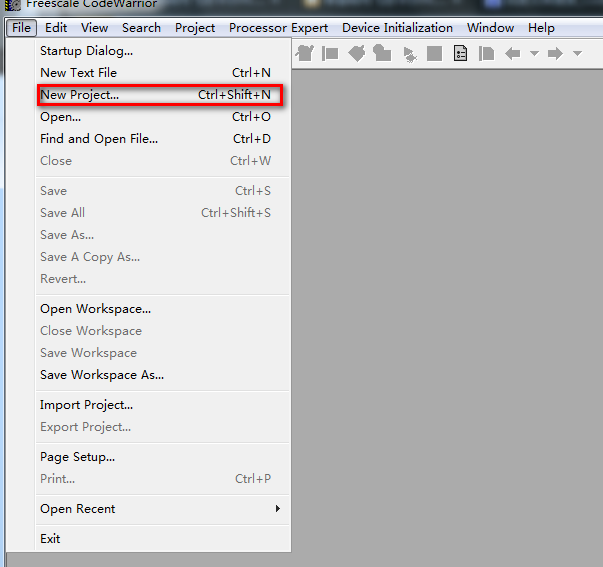 Freescale CodeWarrior
File Edit View Search Project Processor Expert Device Initialization Window Help
Startup Dialog...
New Text File Ctrl+N
New Project... Ctrl+Shift+N
Open... Ctrl+O
Find and Open File... Ctrl+D
Close Ctrl+W
Save Ctrl+S
Save All Ctrl+Shift+S
Save As...
Save A Copy As...
Revert...
Open Workspace...
Close Workspace
Save Workspace
Save Workspace As...
Import Project...
Export Project...
Page Setup...
Print... Ctrl+P
Open Recent
Exit